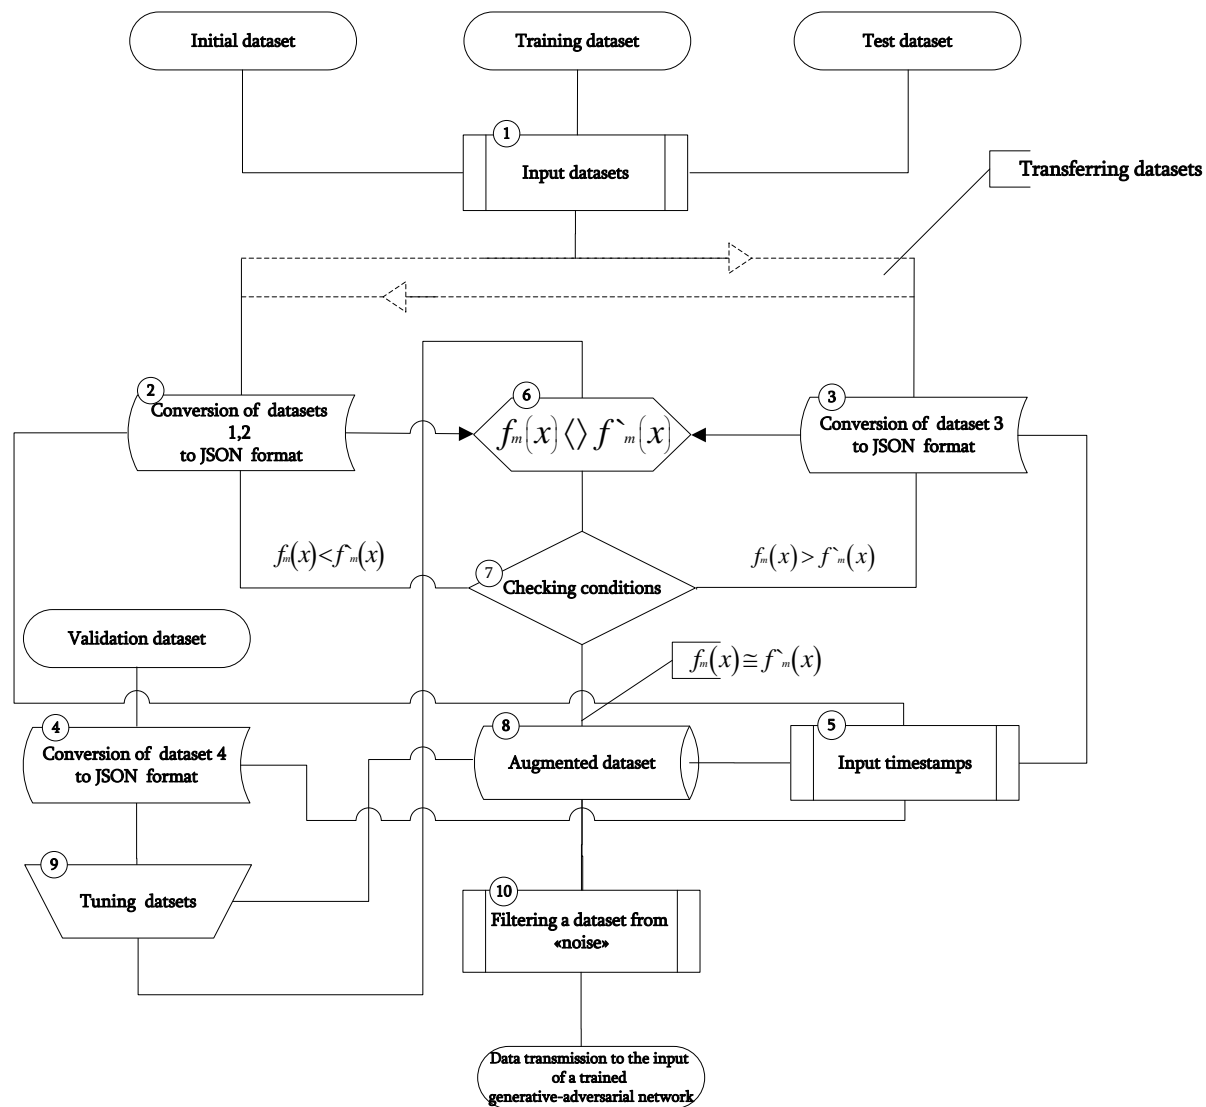 Initial dataset
Training dataset
Test dataset
1
Input datasets
Transferring datasets
2
Conversion of datasets
1,2
to JSON format
6
fₘ(x)⟨⟩f`ₘ(x)
3
Conversion of dataset 3
to JSON format
fₘ(x)<f`ₘ(x)
7
Checking conditions
fₘ(x)>f`ₘ(x)
Validation dataset
fₘ(x)≅f`ₘ(x)
4
Conversion of dataset 4
to JSON format
8
Augmented dataset
5
Input timestamps
9
Tuning datsets
10
Filtering a dataset from
«noise»
Data transmission to the input
of a trained
generative-adversarial network